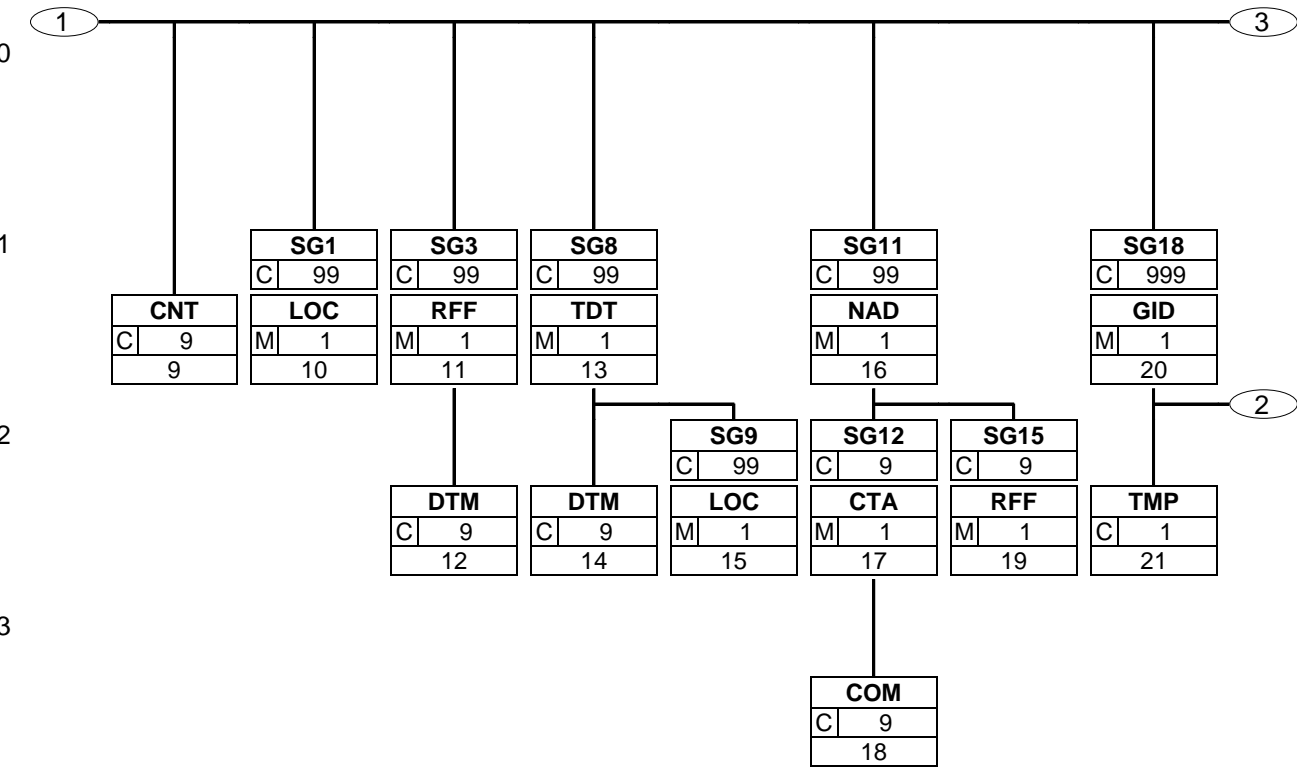 1 3
0
1
SG1 SG3 SG8 SG11 SG18
C 99 C 99 C 99 C 99 C 999
CNT LOC RFF TDT NAD GID
C 9 M 1 M 1 M 1 M 1 M 1
9 10 11 13 16 20
2
2
SG9 SG12 SG15
C 99 C 9 C 9
DTM DTM LOC CTA RFF TMP
C 9 C 9 M 1 M 1 M 1 C 1
12 14 15 17 19 21
3
COM
C 9
18